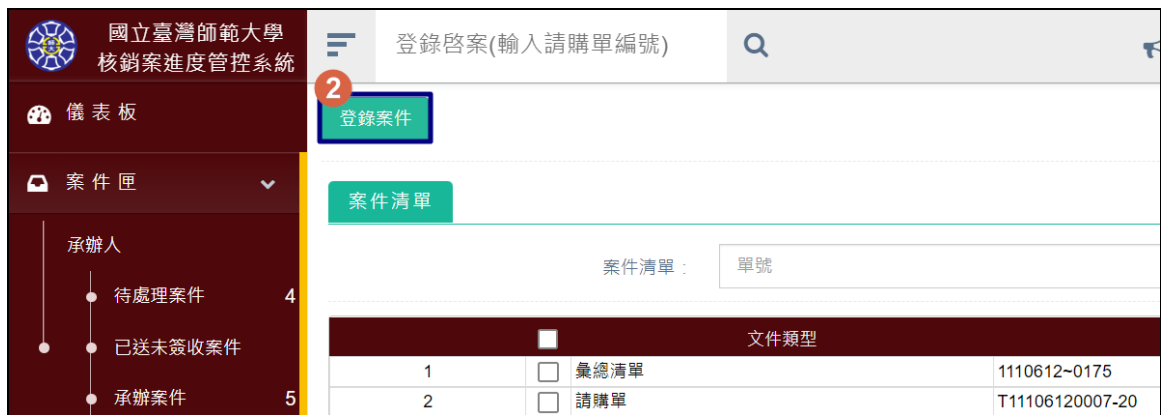 國立臺灣師範大學
核銷案進度管控系統
登錄啓案(輸入請購單編號)
儀表板
2
登錄案件
案件匣
案件清單
承辦人
案件清單：
單號
待處理案件 4
已送未簽收案件
承辦案件 5
文件類型
1 彙總清單 1110612~0175
2 請購單 T11106120007-20